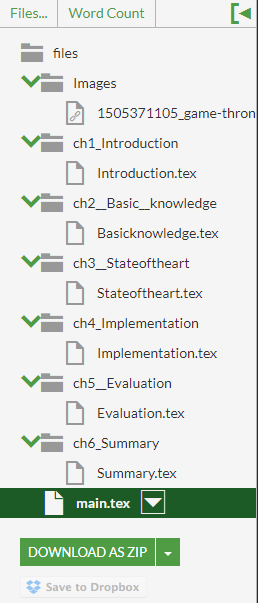 Files... Word Count
files
Images
1505371105_game-thron
ch1_Introduction
Introduction.tex
ch2__Basic__knowledge
Basicknowledge.tex
ch3__Stateoftheart
Stateoftheart.tex
ch4_Implementation
Implementation.tex
ch5__Evaluation
Evaluation.tex
ch6_Summary
Summary.tex
main.tex
DOWNLOAD AS ZIP
Save to Dropbox